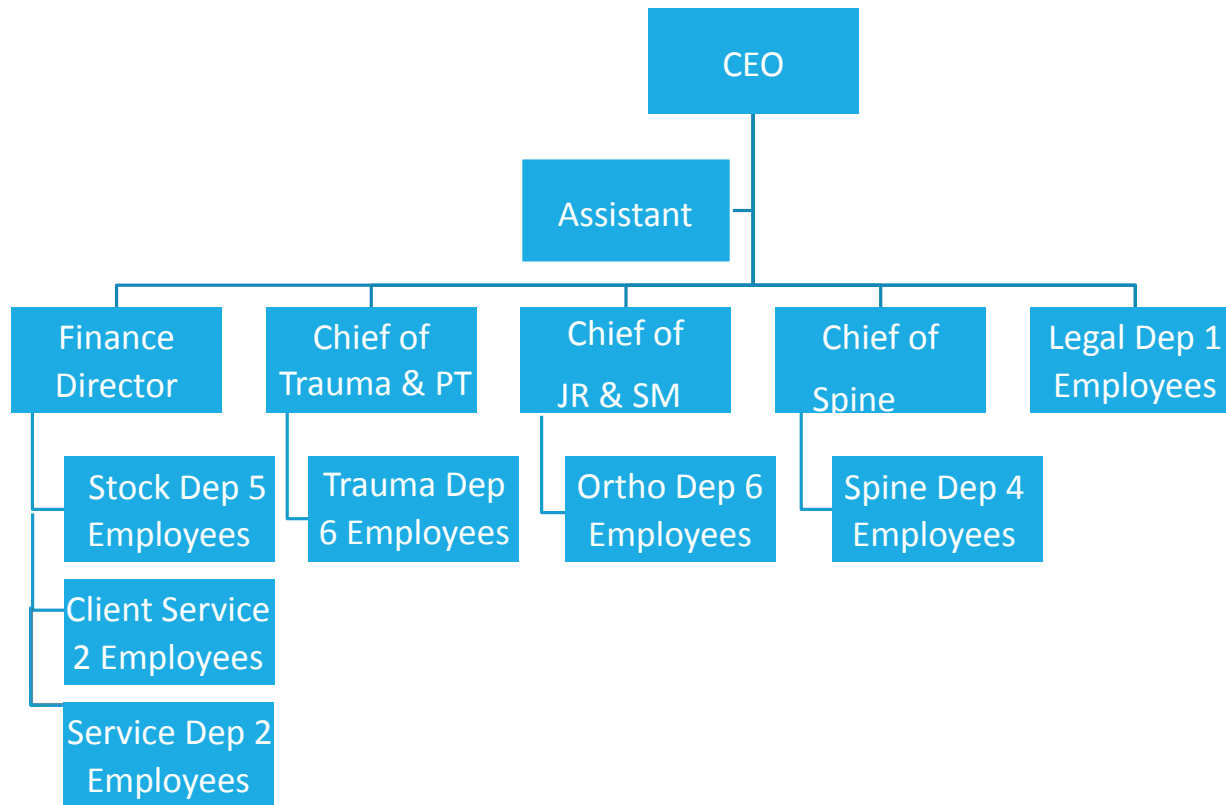 CEO
Assistant
Finance
Director
Chief of
Trauma & PT
Chief of
JR & SM
Chief of
Spine
Legal Dep 1
Employees
Stock Dep 5
Employees
Trauma Dep
6 Employees
Ortho Dep 6
Employees
Spine Dep 4
Employees
Client Service
2 Employees
Service Dep 2
Employees